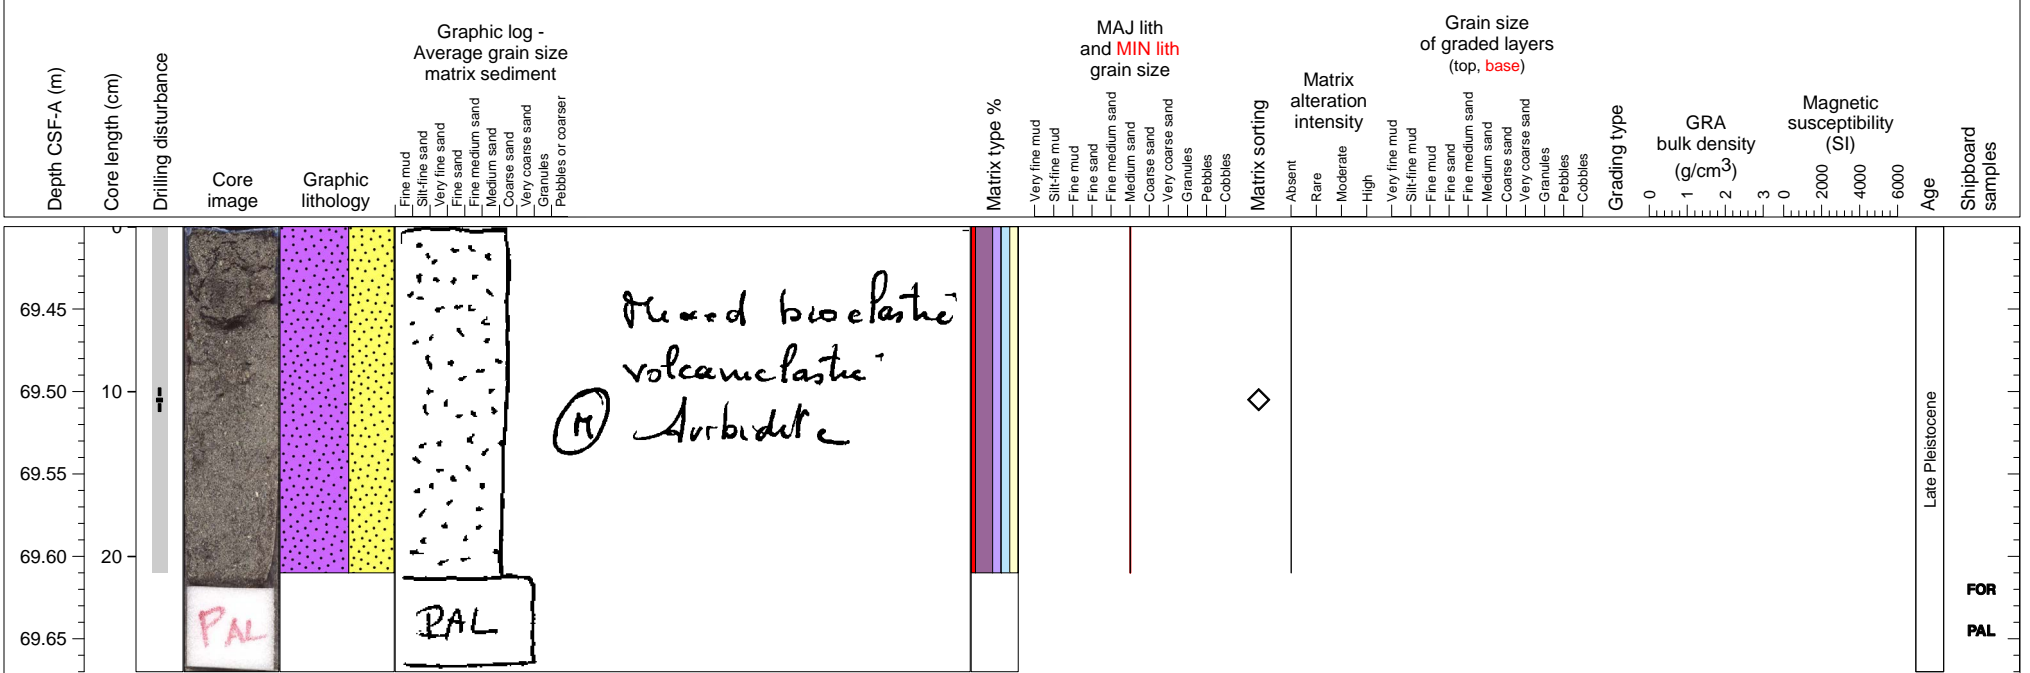 Depth CSF-A (m)
Core length (cm)
Drilling disturbance
Core
image
Graphic
lithology
Graphic log -
Average grain size
matrix sediment
Fine mud
Silt-fine sand
Very fine sand
Fine sand
Fine medium sand
Medium sand
Coarse sand
Very coarse sand
Granules
Pebbles or coarser
Matrix type %
MAJ lith
and MIN lith
grain size
Very fine mud
Silt-fine mud
Fine mud
Fine sand
Fine medium sand
Medium sand
Coarse sand
Very coarse sand
Granules
Pebbles
Cobbles
Matrix sorting
Matrix
alteration
intensity
Absent
Rare
Moderate
High
Grain size
of graded layers
(top, base)
Very fine mud
Silt-fine mud
Fine mud
Fine sand
Fine medium sand
Medium sand
Coarse sand
Very coarse sand
Granules
Pebbles
Cobbles
Grading type
GRA
bulk density
(g/cm3)
0 1 2 3
Magnetic
susceptibility
(SI)
0 2000 4000 6000
Age
Shipboard
samples
0
69.45
69.50 10
69.55
69.60 20
69.65
Mixed bioclastic
volcaniclastic
M turbidite
PAL
PAL
Late Pleistocene
FOR
PAL